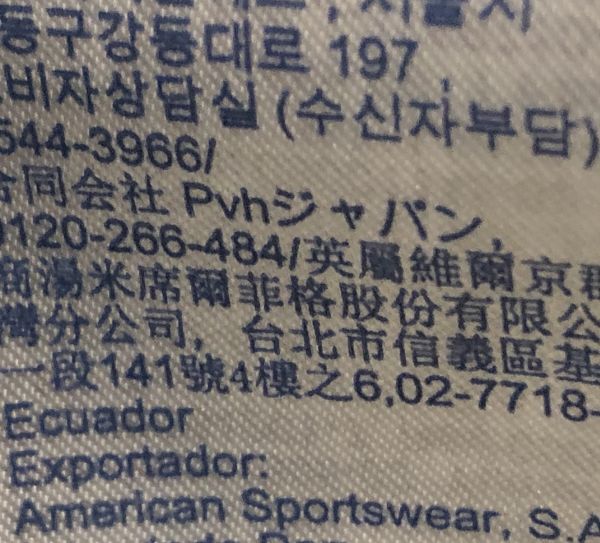 동구강동대로 197 ,
비자상담실 (수신자부담)
544-3966/
合同会社 Pvhジャパン,
0120-266-484/英屬維爾京群
商湯米席爾菲格股份有限公
灣分公司, 台北市信義區基
一段141號4樓之6,02-7718-
Ecuador
Exportador:
American Sportswear, S.A